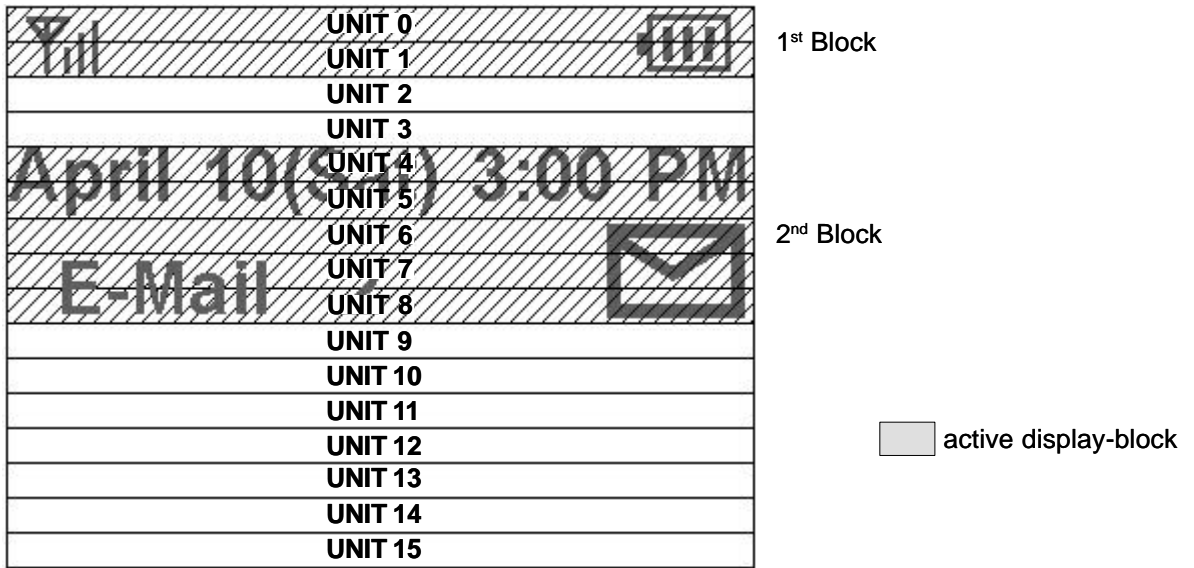 UNIT 0
UNIT 1
1st Block
UNIT 2
UNIT 3
April 10(Sat) 3:00 PM
UNIT 4
UNIT 5
UNIT 6
2nd Block
E-Mail
UNIT 7
UNIT 8
UNIT 9
UNIT 10
UNIT 11
UNIT 12
active display-block
UNIT 13
UNIT 14
UNIT 15